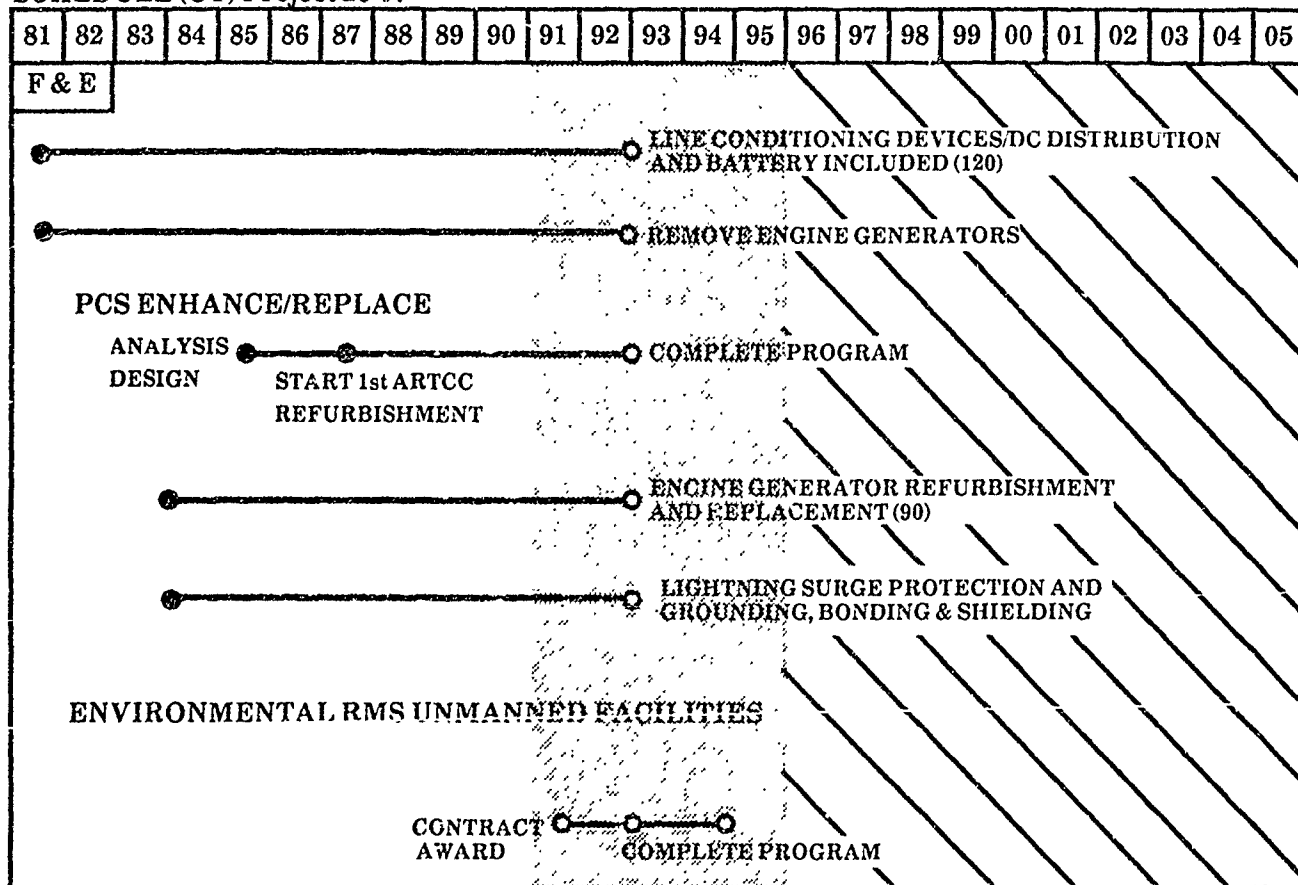 81 82 83 84 85 86 87 88 89 90 91 92 93 94 95 96 97 98 99 00 01 02 03 04 05
F & E
LINE CONDITIONING DEVICES/DC DISTRIBUTION
AND BATTERY INCLUDED (120)
REMOVE ENGINE GENERATORS
PCS ENHANCE/REPLACE
ANALYSIS
DESIGN
START 1st ARTCC
REFURBISHMENT
COMPLETE PROGRAM
ENGINE GENERATOR REFURBISHMENT
AND REPLACEMENT (90)
LIGHTNING SURGE PROTECTION AND
GROUNDING, BONDING & SHIELDING
ENVIRONMENTAL RMS UNMANNED FACILITIES
CONTRACT
AWARD
COMPLETE PROGRAM